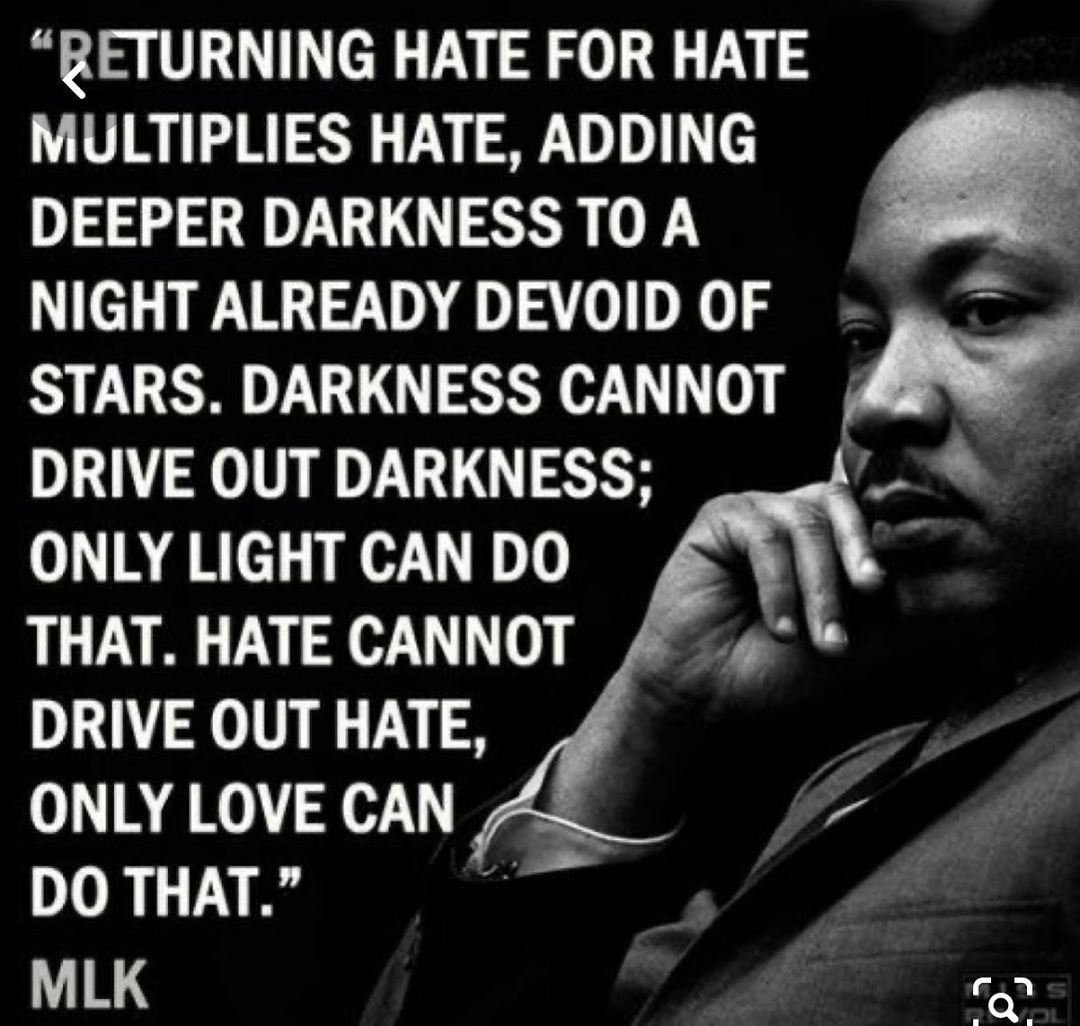 “RETURNING HATE FOR HATE
MULTIPLIES HATE, ADDING
DEEPER DARKNESS TO A
NIGHT ALREADY DEVOID OF
STARS. DARKNESS CANNOT
DRIVE OUT DARKNESS;
ONLY LIGHT CAN DO
THAT. HATE CANNOT
DRIVE OUT HATE,
ONLY LOVE CAN
DO THAT.”
MLK